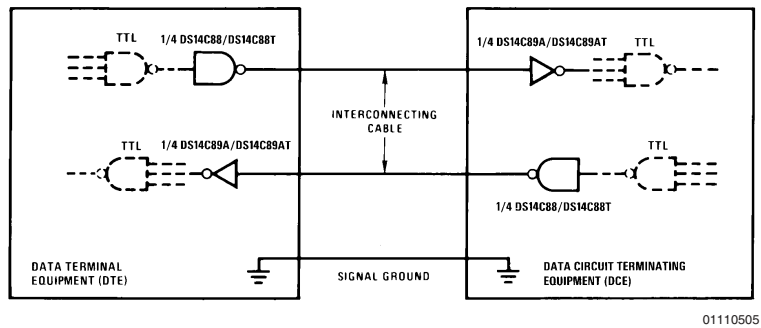 TTL
1/4 DS14C88/DS14C88T
1/4 DS14C89A/DS14C89AT
TTL
INTERCONNECTING
CABLE
TTL
1/4 DS14C89A/DS14C89AT
TTL
1/4 DS14C88/DS14C88T
DATA TERMINAL
EQUIPMENT (DTE)
SIGNAL GROUND
DATA CIRCUIT TERMINATING
EQUIPMENT (DCE)
01110505